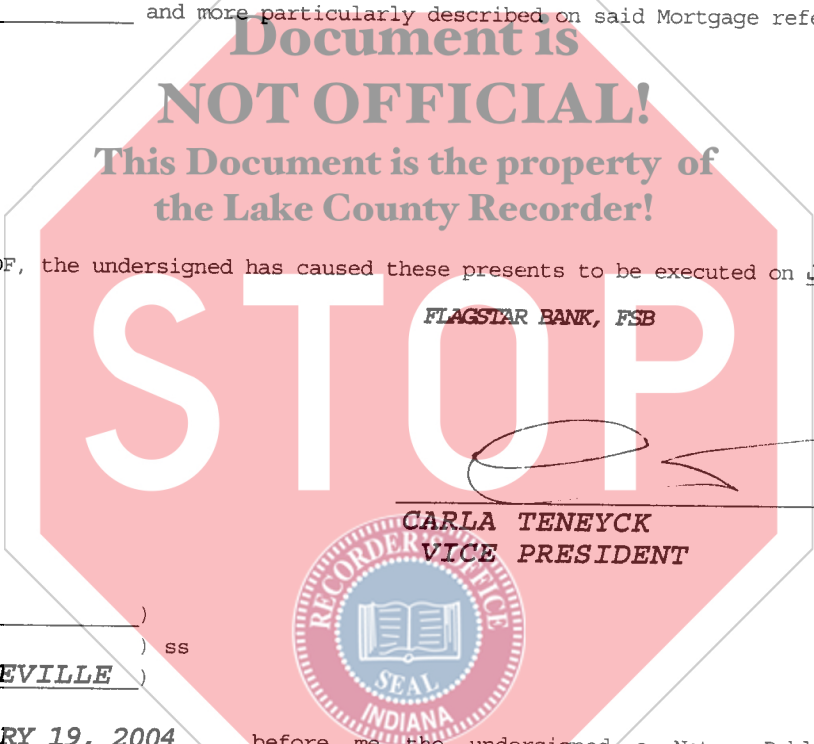 and more particularly described on said Mortgage refe
Document is
NOT OFFICIAL!
This Document is the property of
the Lake County Recorder!
OF, the undersigned has caused these presents to be executed on
FLAGSTAR BANK, FSB
STOP
CARLA TENEYCK
VICE PRESIDENT
)
) ss
EVILLE )
RECORDER'S OFFICE
SEAL
INDIANA
RY 19, 2004 before me the undersigned a